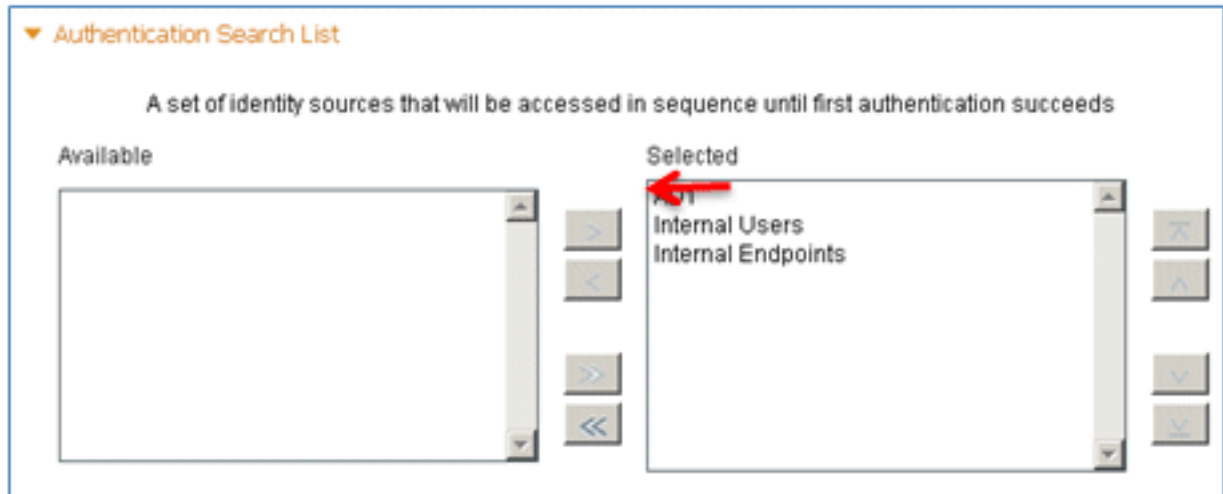 Authentication Search List
A set of identity sources that will be accessed in sequence until first authentication succeeds
Available
Selected
Internal Users
Internal Endpoints